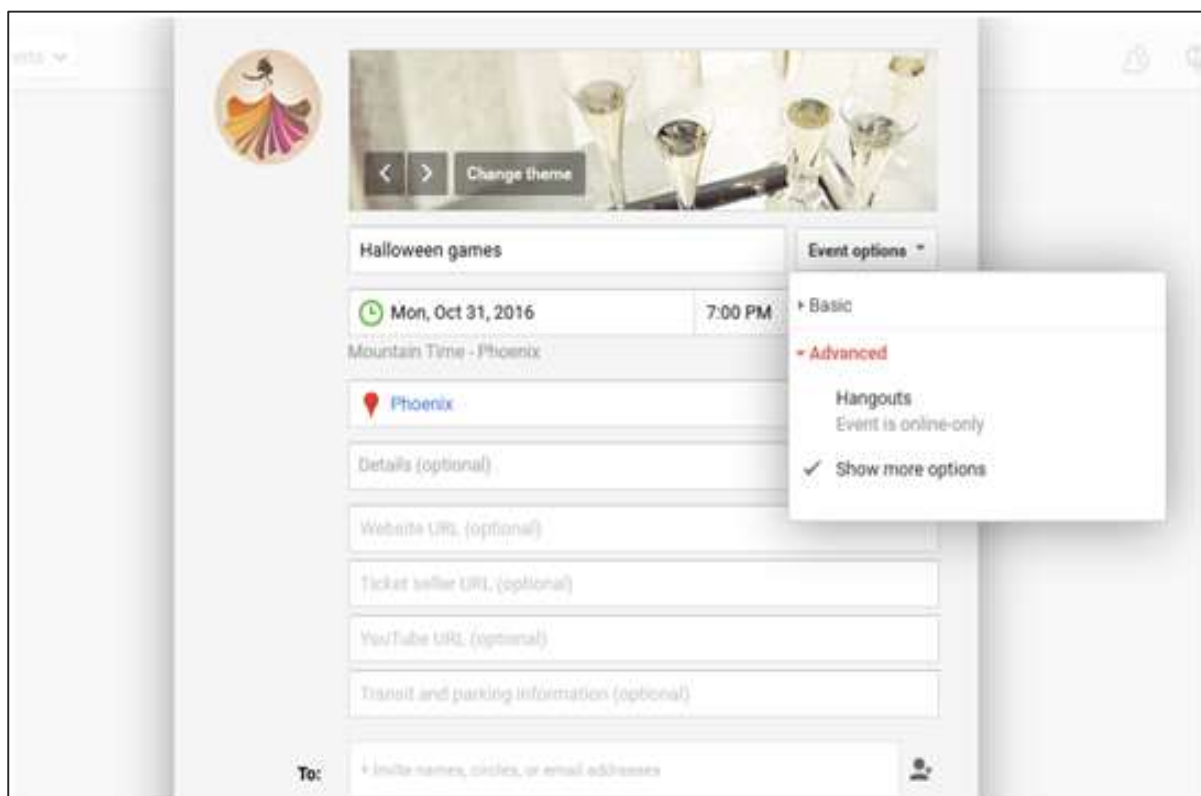 Change theme
Halloween games
Event options
Mon, Oct 31, 2016
7:00 PM
Basic
Mountain Time - Phoenix
Advanced
Phoenix
Hangouts
Event is online-only
Details (optional)
Show more options
Website URL (optional)
Ticket seller URL (optional)
YouTube URL (optional)
Transit and parking information (optional)
To:
+ Invite names, circles, or email addresses